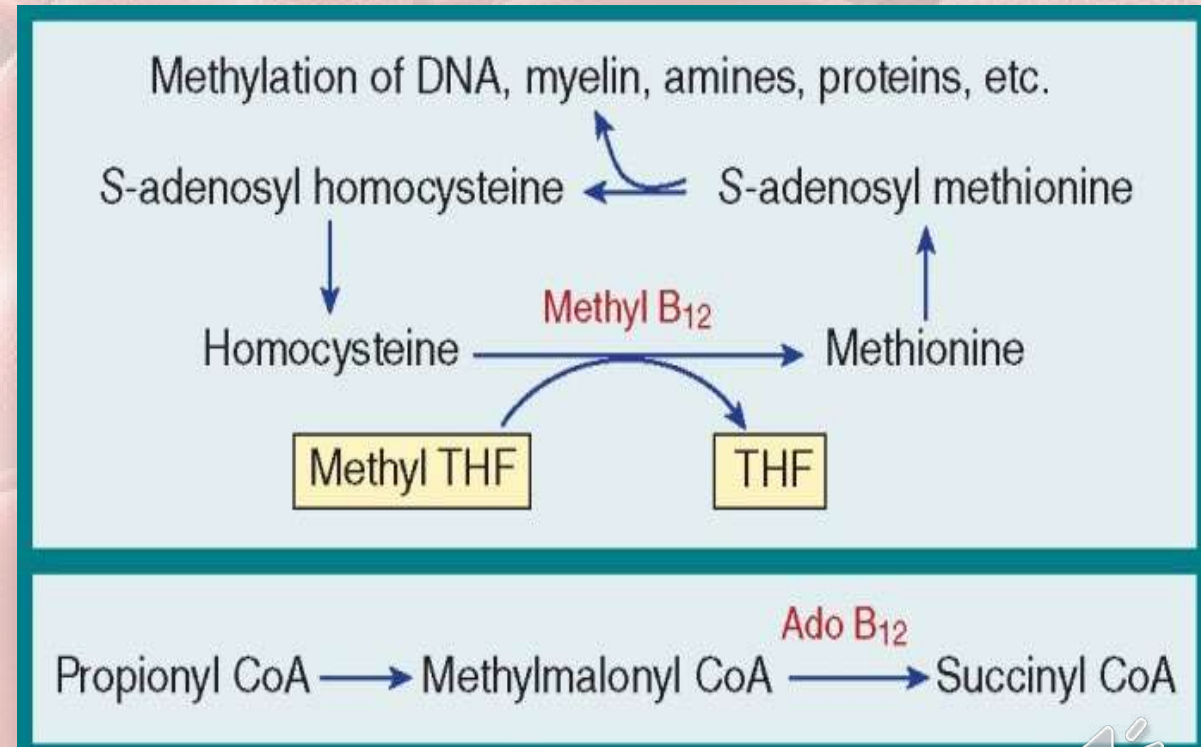 Methylation of DNA, myelin, amines, proteins, etc.
S-adenosyl homocysteine S-adenosyl methionine
Methyl B₁₂
Homocysteine Methionine
Methyl THF THF
Ado B₁₂
Propionyl CoA Methylmalonyl CoA Succinyl CoA